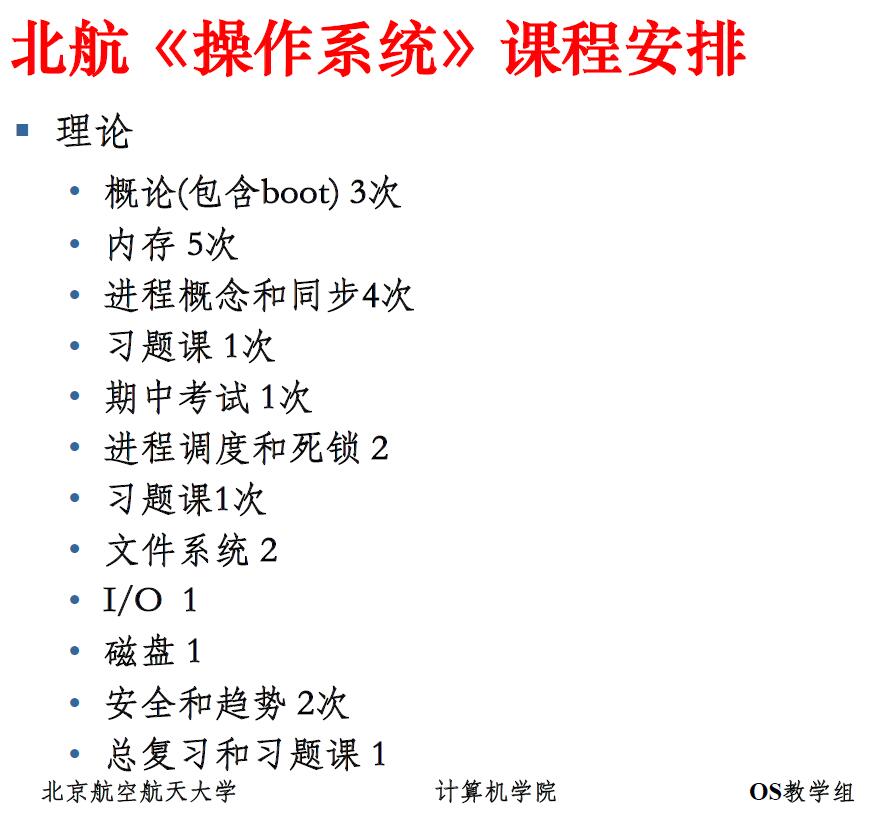 北航《操作系统》课程安排
理论
概论(包含boot) 3次
内存 5次
进程概念和同步4次
习题课 1次
期中考试 1次
进程调度和死锁 2
习题课1次
文件系统 2
I/O 1
磁盘 1
安全和趋势 2次
总复习和习题课 1
北京航空航天大学 计算机学院 OS教学组